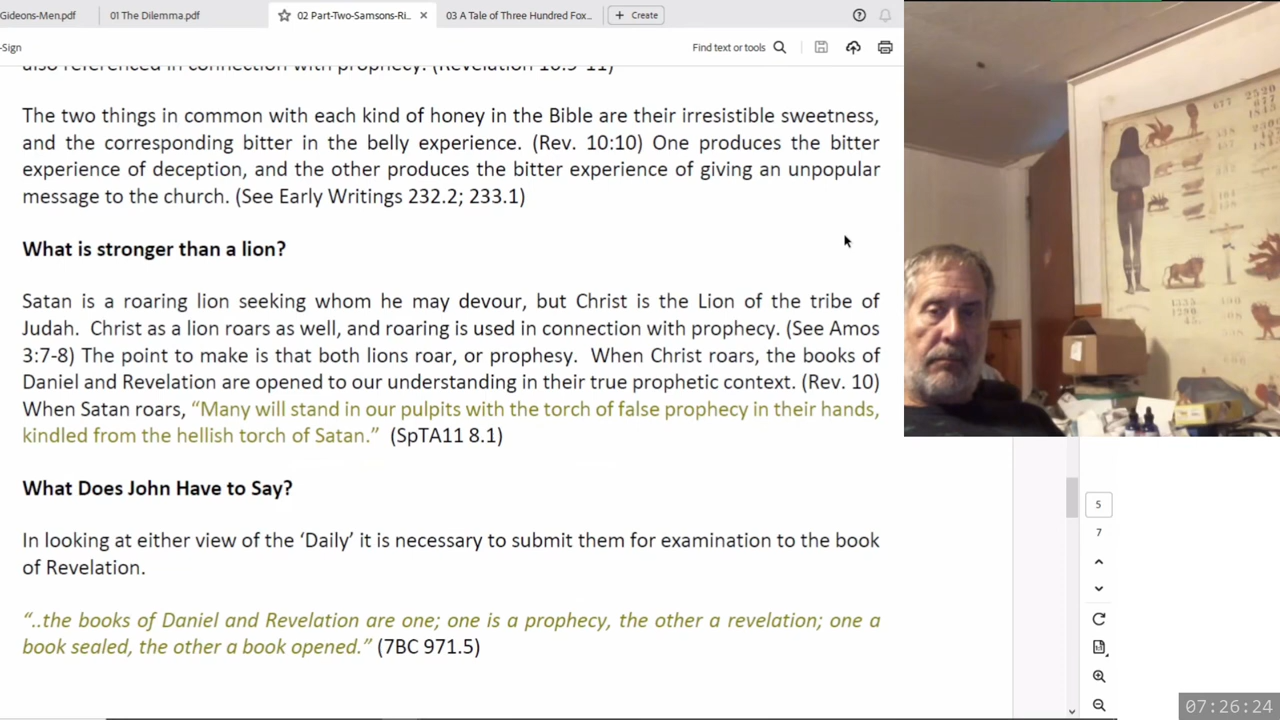 Gideons-Men.pdf
01 The Dilemma.pdf
02 Part-Two-Samsons-Ri...
03 A Tale of Three Hundred Fox...
Create
-Sign
Find text or tools
also referenced in connection with prophecy. (Revelation 10:9-11)
The two things in common with each kind of honey in the Bible are their irresistible sweetness,
and the corresponding bitter in the belly experience. (Rev. 10:10) One produces the bitter
experience of deception, and the other produces the bitter experience of giving an unpopular
message to the church. (See Early Writings 232.2; 233.1)
What is stronger than a lion?
Satan is a roaring lion seeking whom he may devour, but Christ is the Lion of the tribe of
Judah. Christ as a lion roars as well, and roaring is used in connection with prophecy. (See Amos
3:7-8) The point to make is that both lions roar, or prophesy. When Christ roars, the books of
Daniel and Revelation are opened to our understanding in their true prophetic context. (Rev. 10)
When Satan roars, “Many will stand in our pulpits with the torch of false prophecy in their hands,
kindled from the hellish torch of Satan.” (SpTA11 8.1)
What Does John Have to Say?
In looking at either view of the ‘Daily’ it is necessary to submit them for examination to the book
of Revelation.
“..the books of Daniel and Revelation are one; one is a prophecy, the other a revelation; one a
book sealed, the other a book opened.” (7BC 971.5)
5
7
677
2520
07:26:24